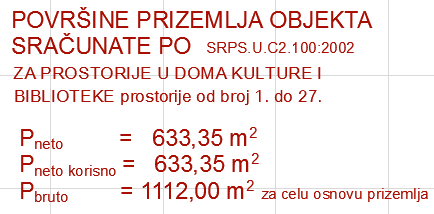 POVRŠINE PRIZEMLJA OBJEKTA
SRAČUNATE PO SRPS.U.C2.100:2002
ZA PROSTORIJE U DOMA KULTURE I
BIBLIOTEKE prostorije od broj 1. do 27.
Pneto = 633,35 m²
Pneto korisno = 633,35 m²
Pbruto = 1112,00 m² za celu osnovu prizemlja